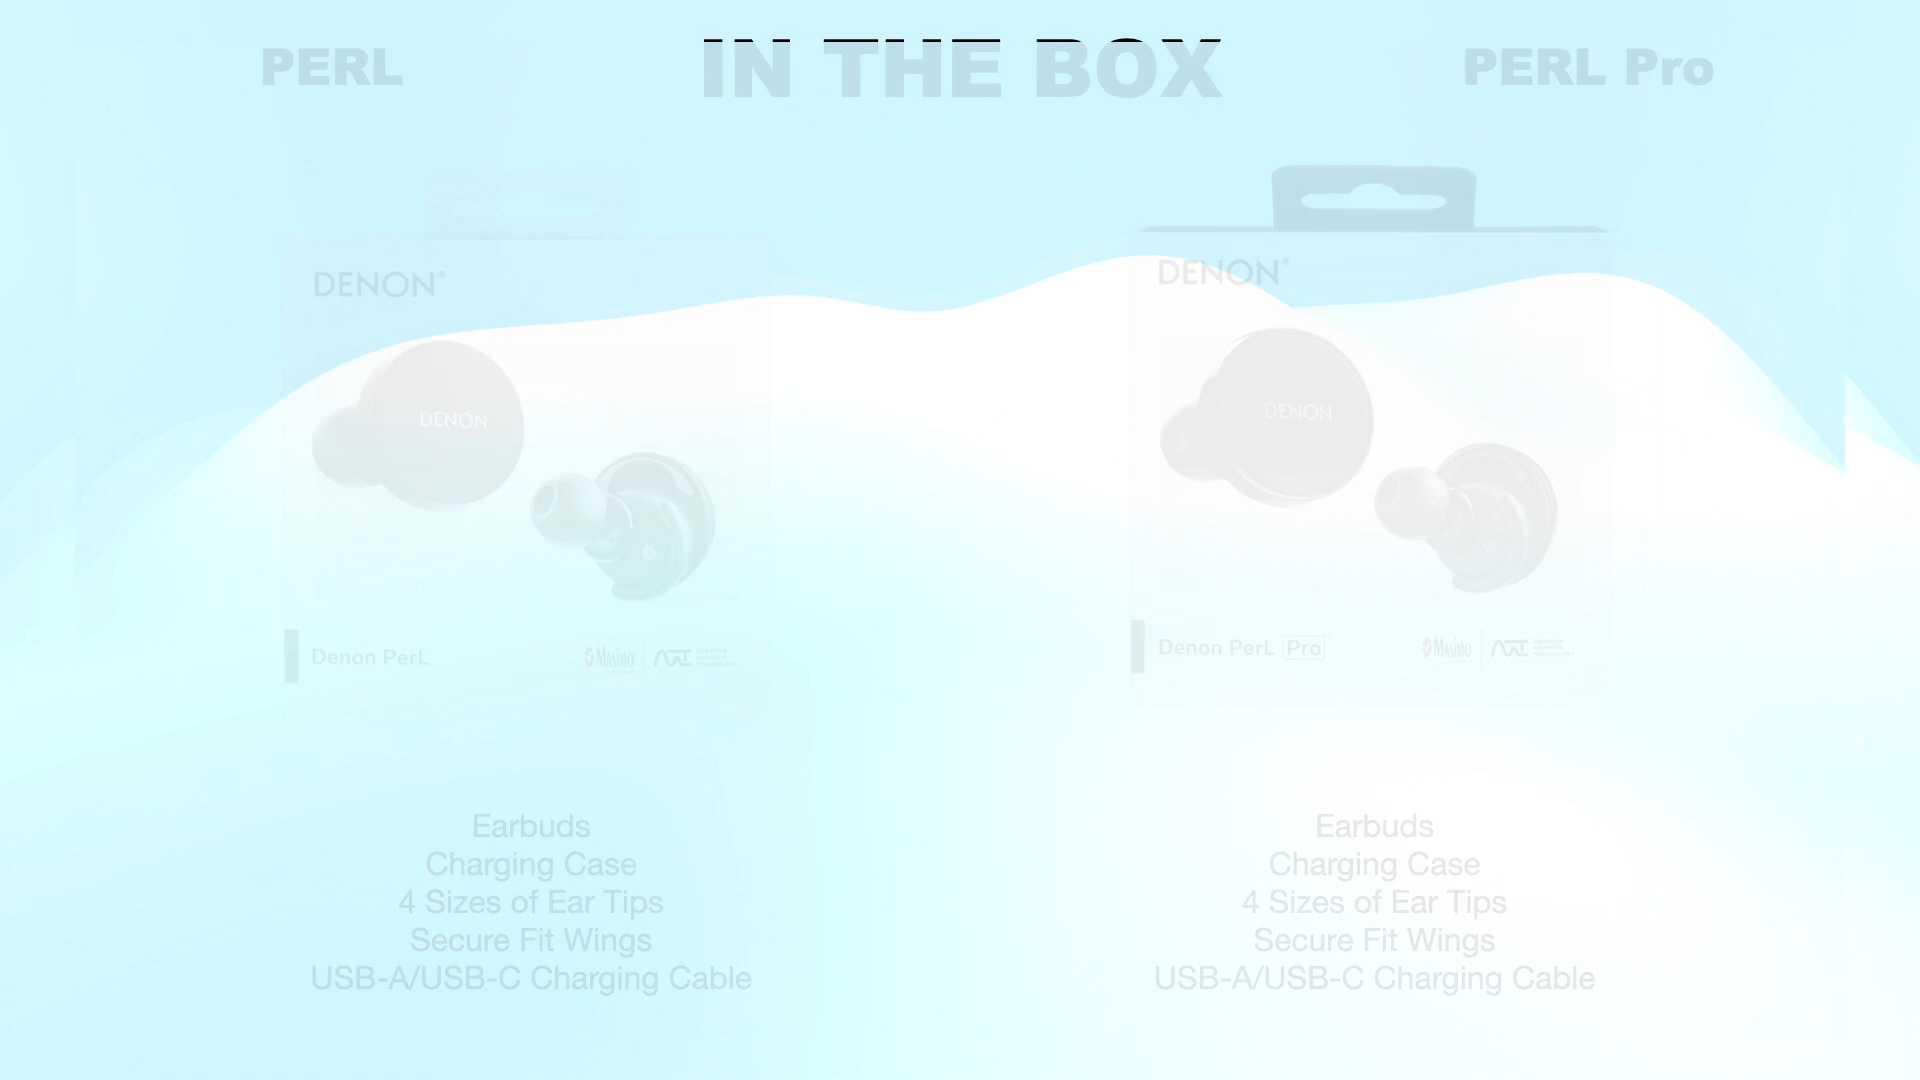 PERL
IN THE BOX
PERL Pro
DENON®
DENON
Denon PerL
MASIMO
DENON®
DENON
Denon PerL Pro
MASIMO
Earbuds
Charging Case
4 Sizes of Ear Tips
Secure Fit Wings
USB-A/USB-C Charging Cable
Earbuds
Charging Case
4 Sizes of Ear Tips
Secure Fit Wings
USB-A/USB-C Charging Cable